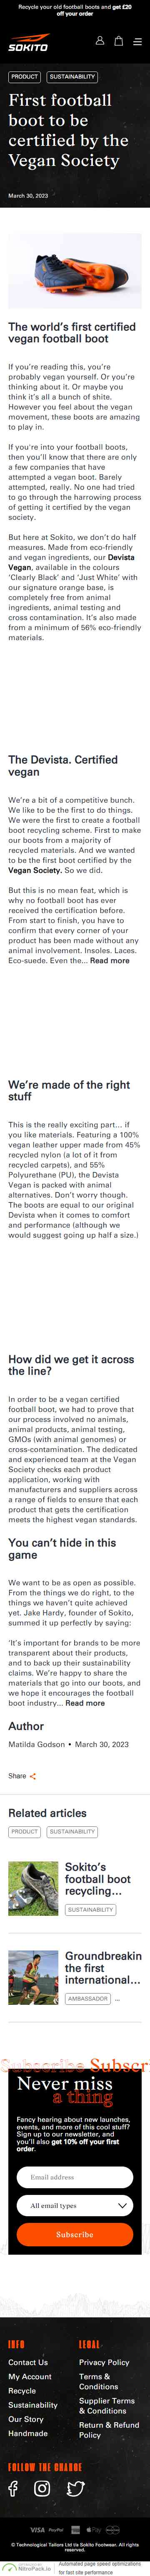 Recycle your old football boots and get £20
off your order
SOKITO
PRODUCT
SUSTAINABILITY
First football
boot to be
certified by the
Vegan Society
March 30, 2023
The world's first certified
vegan football boot
If you're reading this, you're
probably vegan yourself. Or you're
thinking about it. Or maybe you
think it's all a bunch of shite.
However you feel about the vegan
movement, these boots are amazing
to play in.
If you're into your football boots,
then you'll know that there are only
a few companies that have
attempted a vegan boot. Barely
attempted, really. No one had tried
to go through the harrowing process
of getting it certified by the vegan
society.
But here at Sokito, we don't do half
measures. Made from eco-friendly
and vegan ingredients, our own Devista
Vegan, available in the colours
'Clearly Black' and 'Just White' with
our signature orange base, is
completely free from animal
ingredients, animal testing and
cross contamination. It's also made
from a minimum of 56% eco-friendly
materials.
The Devista. Certified
vegan
We're a bit of a competitive bunch.
We like to be the first to do things.
We were the first to create a football
boot recycling scheme. First to make
our boots from a majority of
recycled materials. And we wanted
to be the first boot certified by the
Vegan Society. So we did.
But this is no mean feat, which is
why no football boot has ever
received the certification before.
From start to finish, you have to
confirm that every corner of your
product has been made without any
animal involvement. Insoles. Laces.
Eco-suede. Even the... Read more
We're made of the right
stuff
This is the really exciting part... if
you like materials. Featuring a 100%
vegan leather upper made from 45%
recycled nylon (a lot of it from
recycled carpets), and 55%
Polyurethane (PU), the Devista
Vegan is packed with animal
alternatives. Don't worry though.
The boots are equal to our original
Devista when it comes to comfort
and performance (although we
would suggest going up half a size.)
How did we get it across
the line?
In order to be a vegan certified
football boot, we have to ensure that
our process involved no animals,
animal products, animal testing,
GMOs (with animal genomes) or
cross-contamination. The dedicated
and experienced team at the Vegan
Society checks each product
application, working with
manufacturers and suppliers across
a range of fields to ensure that each
product that gets the certification
meets the highest vegan standards.
You can't hide in this
game
We want to be as open as possible.
From the things we do right, to the
things we haven't quite achieved
yet. Jake Hardy, founder of Sokito,
summed it up perfectly by saying:
'It's important for brands to be more
transparent about their products,
and to back up their sustainability
claims. We're happy to share the
materials that go into our boots, and
we hope it encourages the football
boot industry... Read more
Author
Matilda Godson • March 30, 2023
Share
Related articles
PRODUCT
SUSTAINABILITY
Sokito's
football boot
recycling...
SUSTAINABILITY
Groundbreakin
the first
international...
AMBASSADOR
...
Subscribe Subscr
Never miss
a thing
Fancy hearing about new launches,
events, and more of this cool stuff?
Sign up to our newsletter, and
you'll also get 10% off your first
order.
Email address
All email types
Subscribe
INFO
Contact Us
My Account
Recycle
Sustainability
Our Story
Handmade
LEGAL
Privacy Policy
Terms &
Conditions
Supplier Terms
& Conditions
Return & Refund
Policy
FOLLOW THE CHANGE
VISA PayPal Pay
© Technological Tailors Ltd t/a Sokito Footwear. All rights
reserved.
NitroPack.io
Automated page speed optimizations
for fast site performance